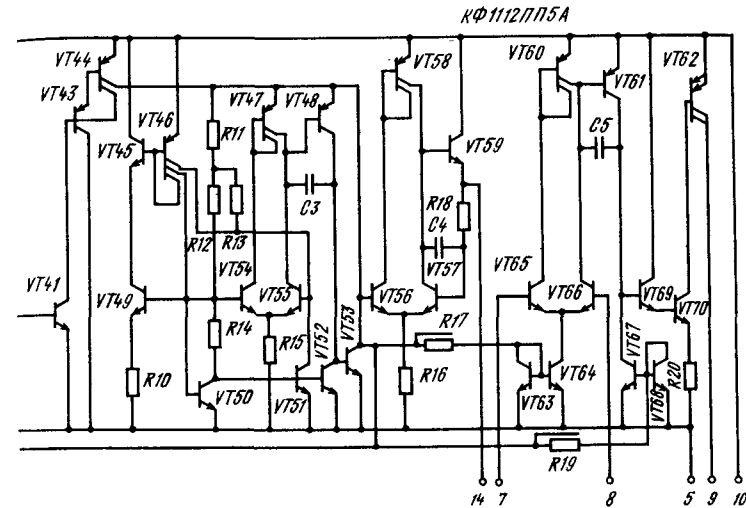 КФ1112ПП5А
VT44
VT58
VT60
VT62
VT43
VT47
VT48
VT61
VT46
R11
VT45
VT59
C5
R18
C3
C4
R12
R13
VT57
VT54
VT65
VT41
VT49
VT55
VT56
VT66
VT69
VT70
R17
R14
R15
VT52
VT53
VT67
R10
R16
R20
VT50
VT51
VT63
VT64
VT68
R19
14
7
8
5
9
10